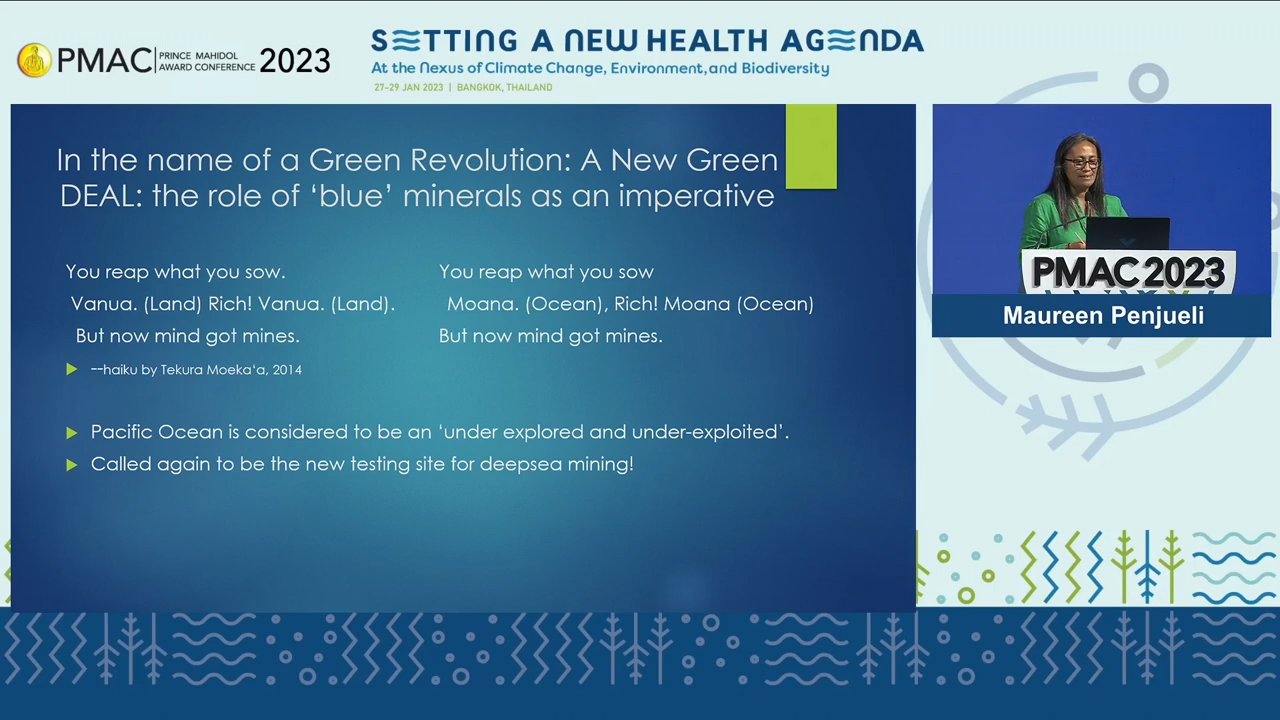 PMAC PRINCE MAHIDOL AWARD CONFERENCE 2023
SETTING A NEW HEALTH AGENDA
At the Nexus of Climate Change, Environment, and Biodiversity
27-29 JAN 2023 | BANGKOK, THAILAND
In the name of a Green Revolution: A New Green
DEAL: the role of ‘blue’ minerals as an imperative
You reap what you sow.
Vanua. (Land) Rich! Vanua. (Land).
But now mind got mines.
--haiku by Tekura Moeka‘a, 2014
You reap what you sow
Moana. (Ocean), Rich! Moana (Ocean)
But now mind got mines.
Pacific Ocean is considered to be an ‘under explored and under-exploited’.
Called again to be the new testing site for deepsea mining!
PMAC 2023
Maureen Penjueli